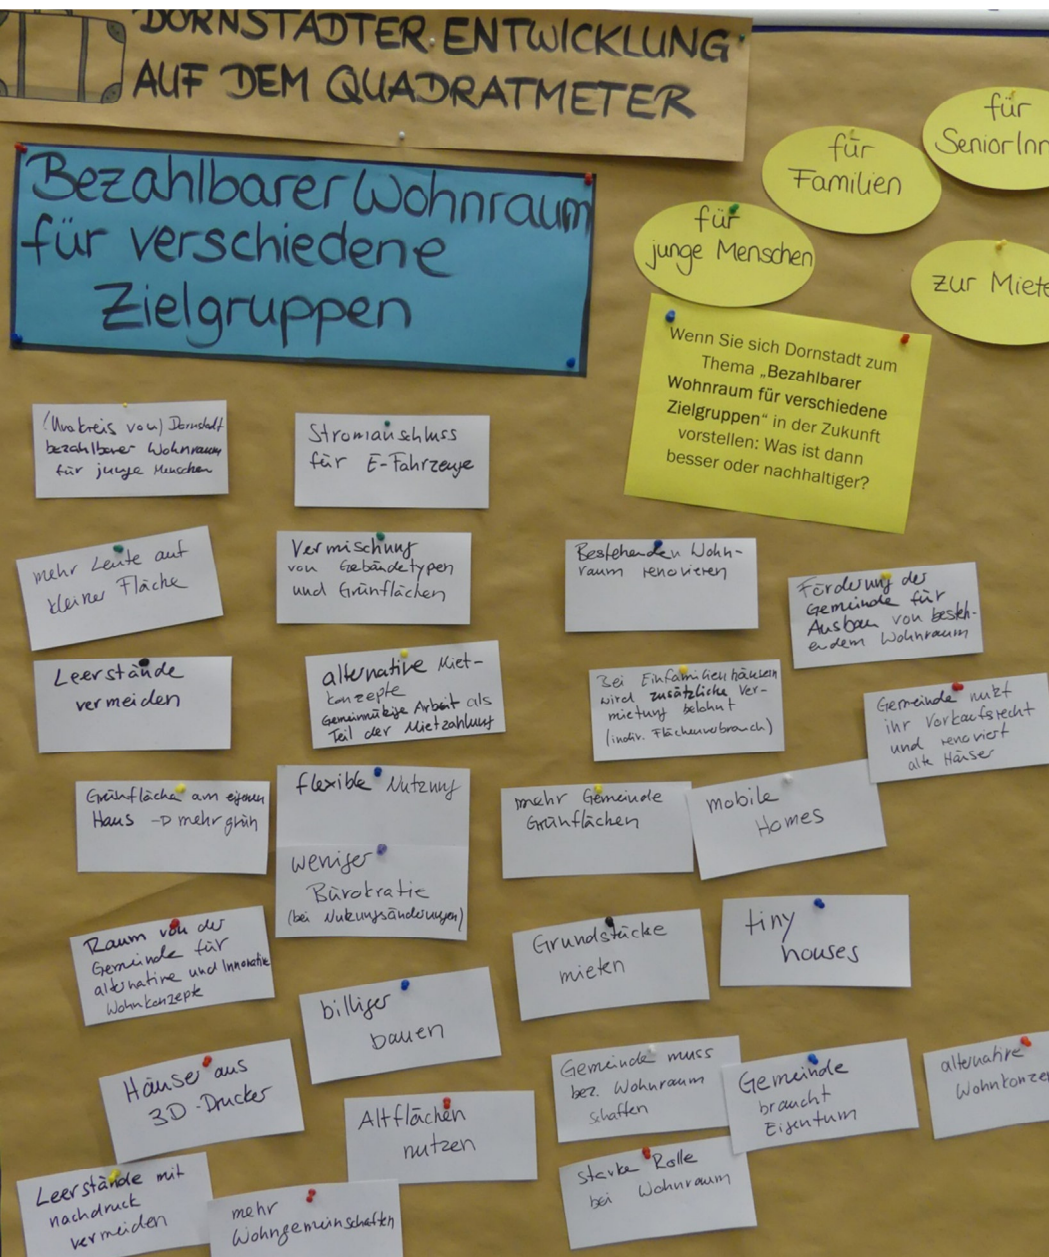 DORNSTADTER ENTWICKLUNG
AUF DEM QUADRATMETER
Bezahlbarer Wohnraum
für verschiedene
Zielgruppen
für
SeniorInn
für
Familien
für
junge Menschen
zur Miete
Wenn Sie sich Dornstadt zum
Thema „Bezahlbarer
Wohnraum für verschiedene
Zielgruppen“ in der Zukunft
vorstellen: Was ist dann
besser oder nachhaltiger?
(Umkreis von) Dornstadt
bezahlbarer Wohnraum
für junge Menschen
Stromanschluss
für E-Fahrzeuge
mehr Leute auf
kleiner Fläche
Vermischung
von Gebäudetypen
und Grünflächen
Bestehenden Wohn-
raum renovieren
Förderung der
Gemeinde für
Ausbau von besteh-
endem Wohnraum
Leerstände
vermeiden
alternative Miet-
konzepte
Gemeinnützige Arbeit als
Teil der Mietzahlung
Bei Einfamilienhäusern
wird zusätzliche Ver-
mietung belohnt
(indiv. Flächenverbrauch)
Gemeinde nutzt
ihr Vorkaufsrecht
und renoviert
alte Häuser
Grünfläche am eigenen
Haus → mehr grün
flexible Nutzung
weniger
Bürokratie
(bei Nutzungsänderungen)
mehr Gemeinde
Grünflächen
mobile
Homes
Raum von der
Gemeinde für
alternative und Innovative
Wohnkonzepte
billiger
bauen
Grundstücke
mieten
tiny
houses
Häuser aus
3D-Drucker
Altflächen
nutzen
Gemeinde muss
bez. Wohnraum
schaffen
Gemeinde
braucht
Eigentum
alternative
Wohnkonzep
Leerstände mit
nachdruck
vermeiden
mehr
Wohngemeinschaften
starke Rolle
bei Wohnraum